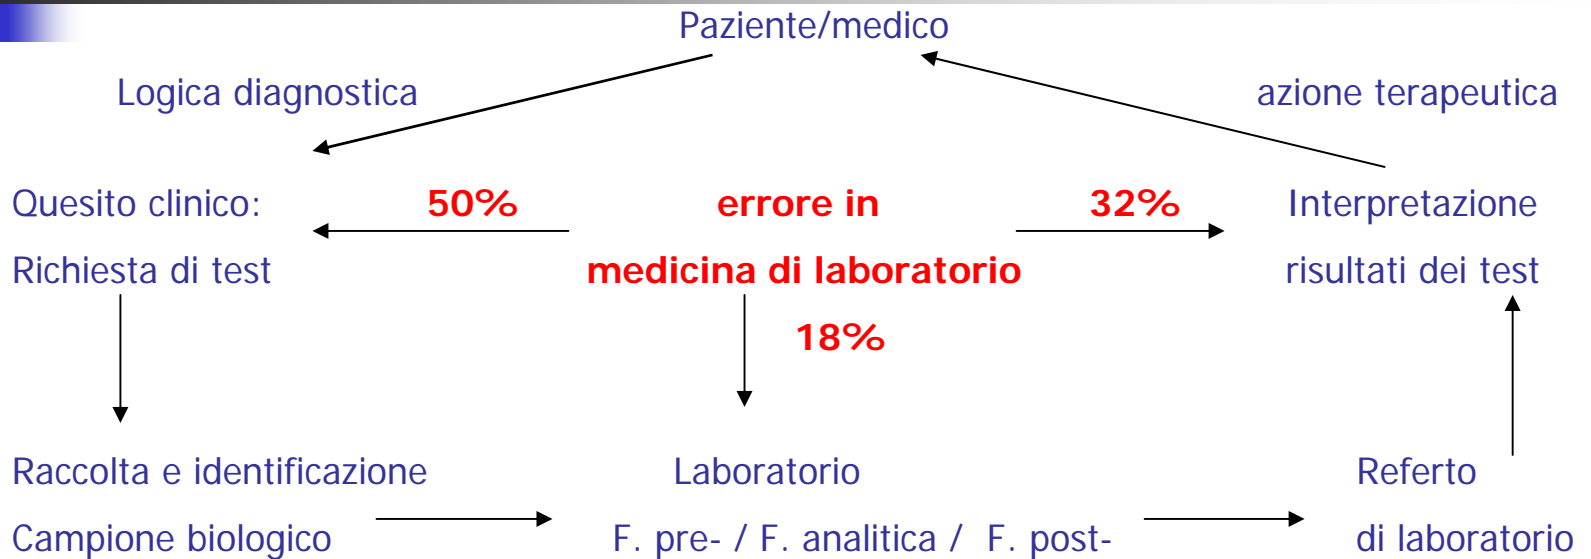 Paziente/medico
Logica diagnostica
azione terapeutica
Quesito clinico:
Richiesta di test
50%
errore in
medicina di laboratorio
18%
32%
Interpretazione
risultati dei test
Raccolta e identificazione
Campione biologico
Laboratorio
F. pre- / F. analitica / F. post-
Referto
di laboratorio